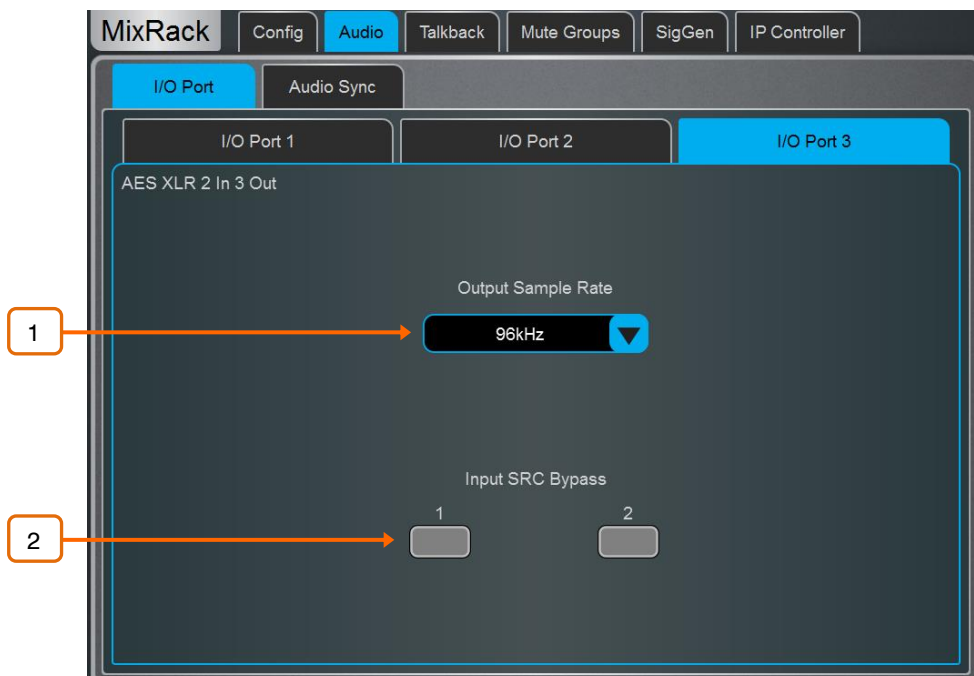 MixRack Config Audio Talkback Mute Groups SigGen IP Controller
I/O Port Audio Sync
I/O Port 1 I/O Port 2 I/O Port 3
AES XLR 2 In 3 Out
Output Sample Rate
1 96kHz
Input SRC Bypass
1 2
2